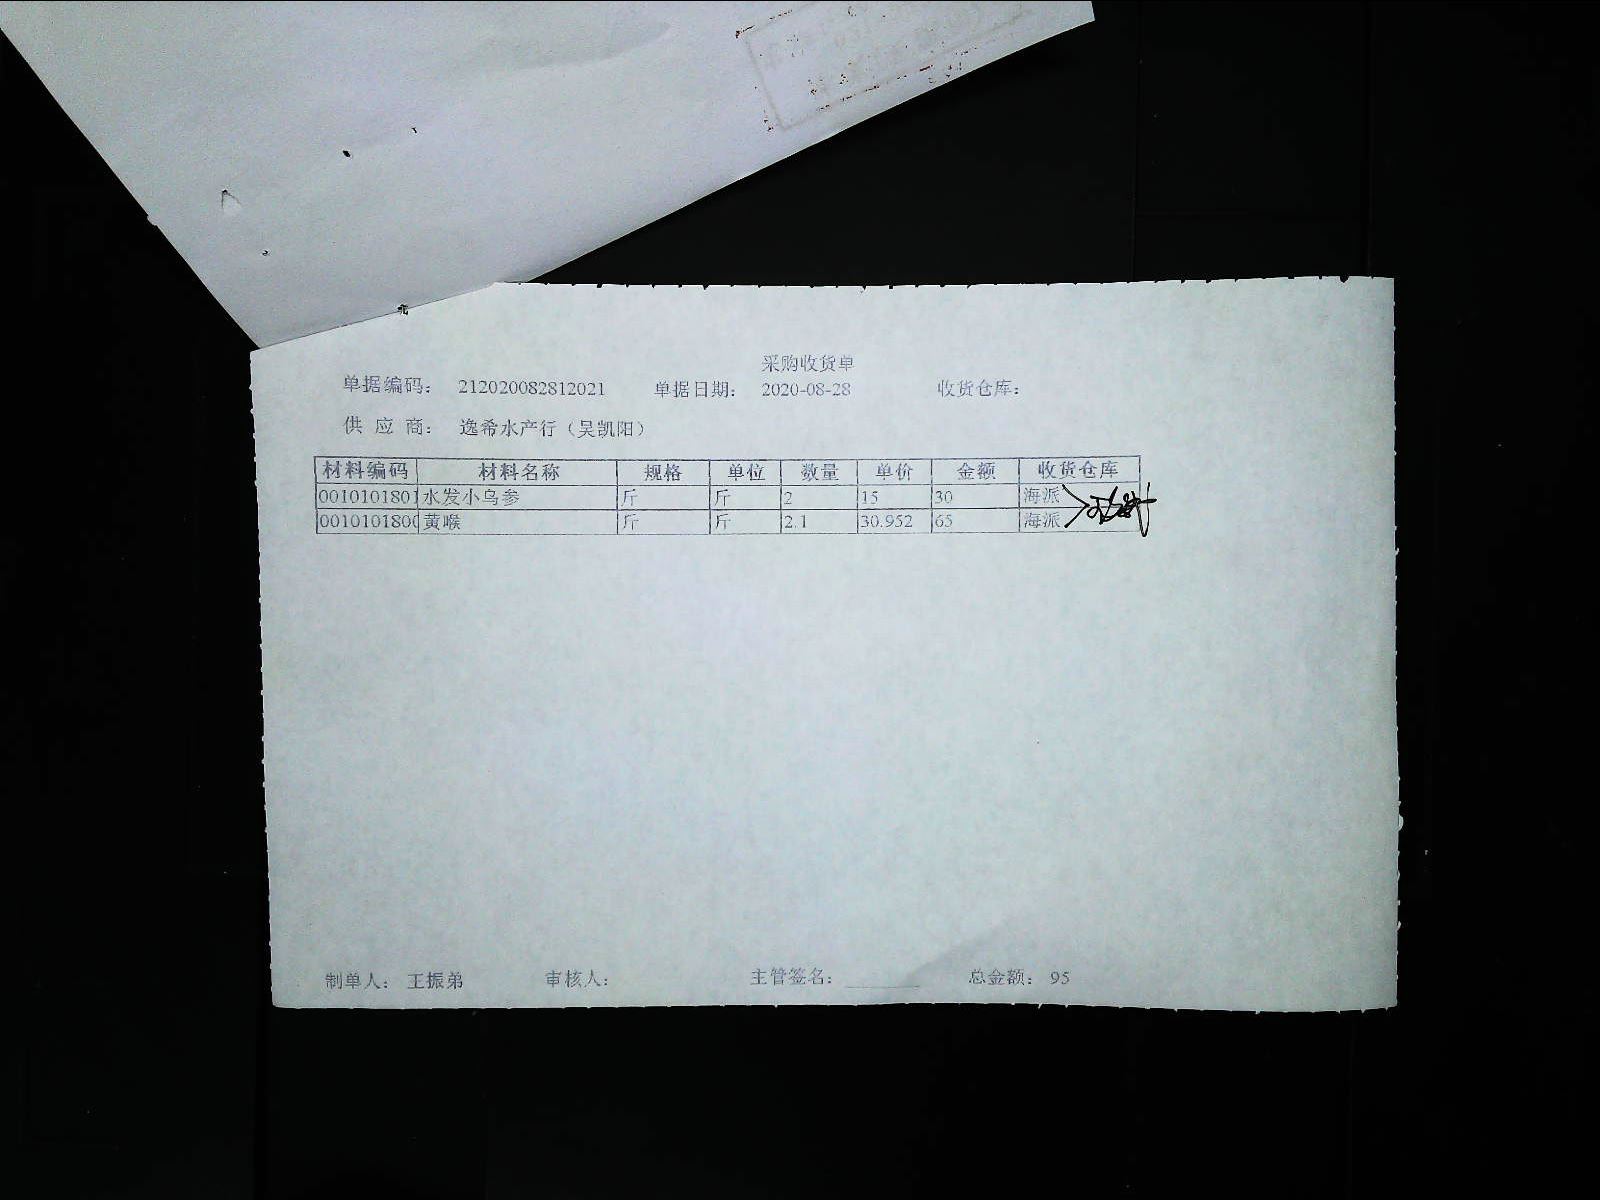 采购收货单
单据编码： 212020082812021 单据日期： 2020-08-28 收货仓库：
供 应 商： 逸希水产行（吴凯阳）
材料编码 材料名称 规格 单位 数量 单价 金额 收货仓库
0010101801 水发小乌参 斤 斤 2 15 30 海派
001010180 黄喉 斤 斤 2.1 30.952 65 海派
制单人： 王振弟 审核人： 主管签名： 总金额： 95